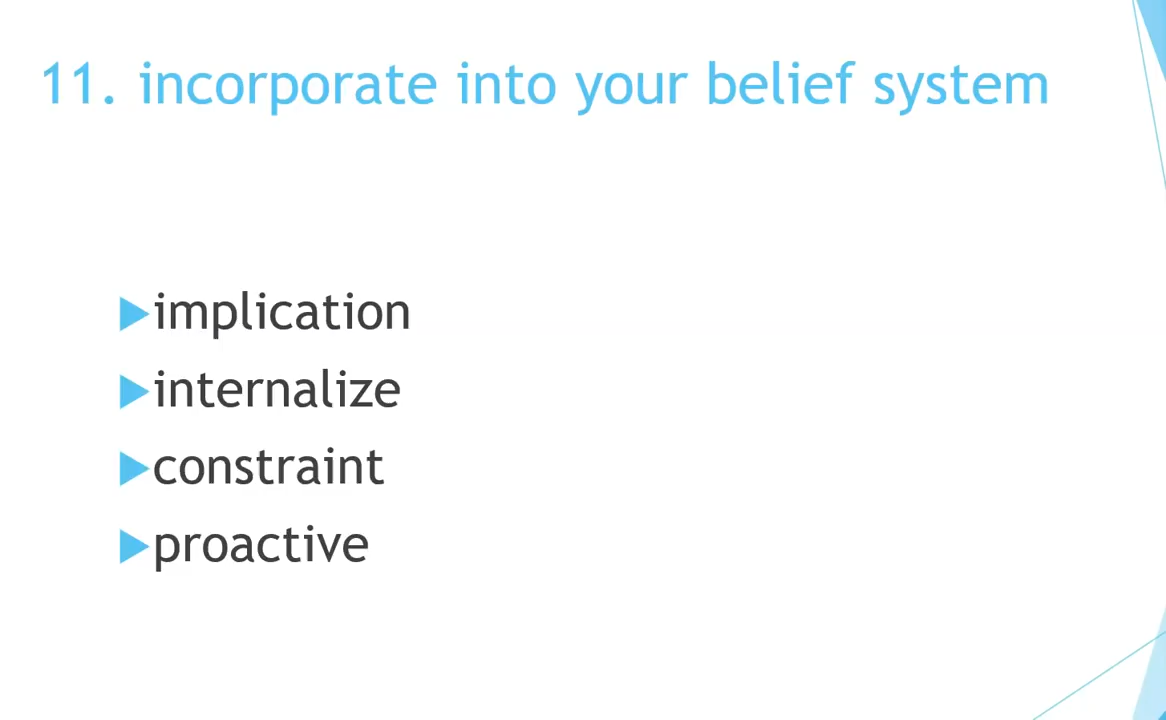 11. incorporate into your belief system
implication
internalize
constraint
proactive